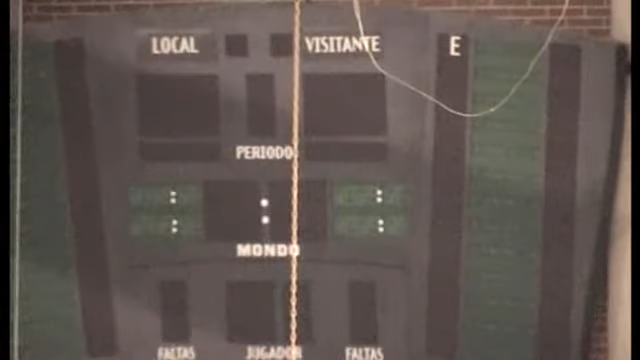 LOCAL VISITANTE E
PERIODO
MONDO
FALTAS JUGADOR FALTAS